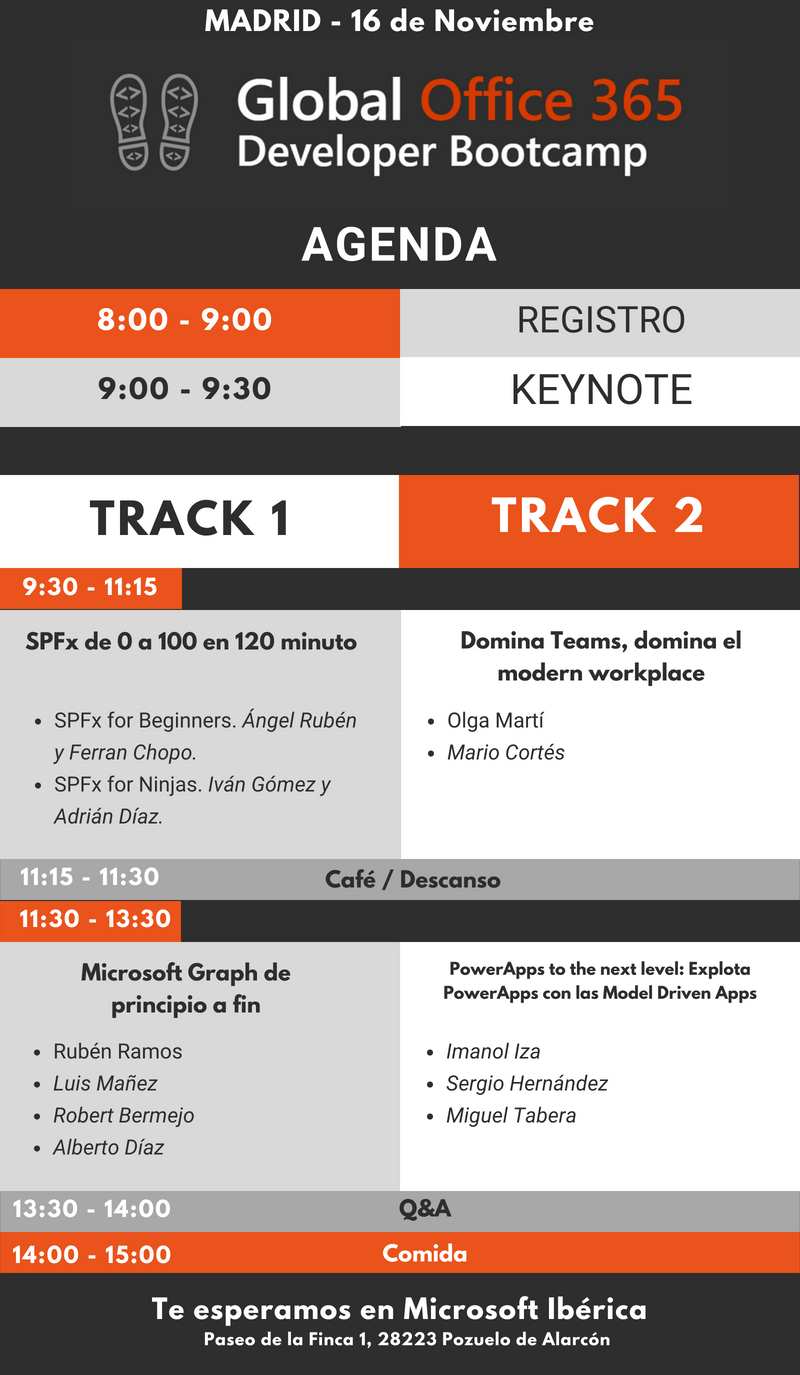 MADRID - 16 de Noviembre
Global Office 365
Developer Bootcamp
AGENDA
8:00 - 9:00 REGISTRO
9:00 - 9:30 KEYNOTE
TRACK 1 TRACK 2
9:30 - 11:15
SPFx de 0 a 100 en 120 minuto
• SPFx for Beginners. Ángel Rubén
y Ferran Chopo.
• SPFx for Ninjas. Iván Gómez y
Adrián Díaz.
Domina Teams, domina el
modern workplace
• Olga Martí
• Mario Cortés
11:15 - 11:30 Café / Descanso
11:30 - 13:30
Microsoft Graph de
principio a fin
• Rubén Ramos
• Luis Mañez
• Robert Bermejo
• Alberto Díaz
PowerApps to the next level: Explota
PowerApps con las Model Driven Apps
• Imanol Iza
• Sergio Hernández
• Miguel Tabera
13:30 - 14:00 Q&A
14:00 - 15:00 Comida
Te esperamos en Microsoft Ibérica
Paseo de la Finca 1, 28223 Pozuelo de Alarcón